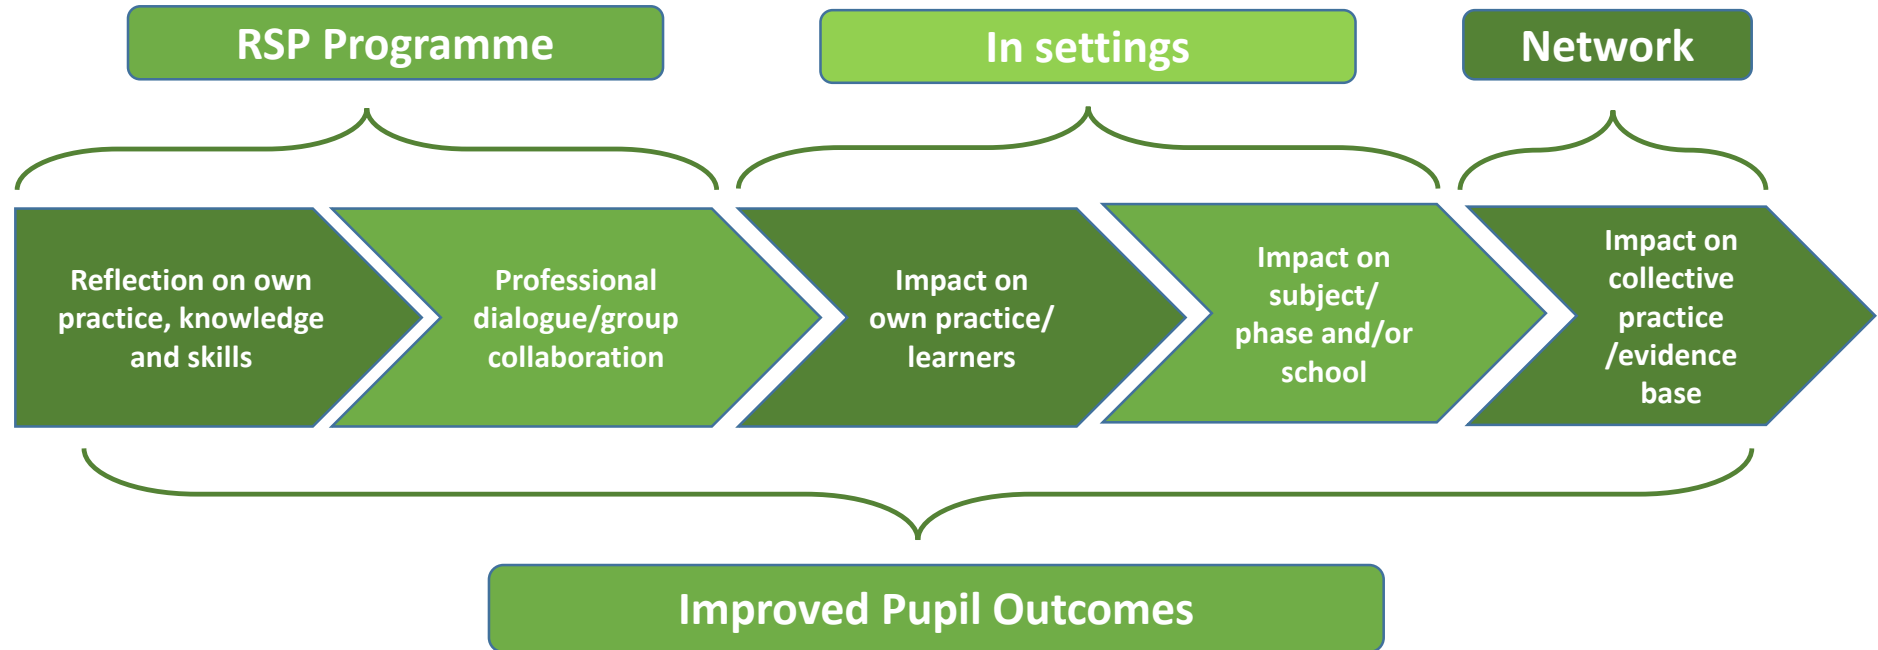 RSP Programme
In settings
Network
Reflection on own
practice, knowledge
and skills
Professional
dialogue/group
collaboration
Impact on
own practice/
learners
Impact on
subject/
phase and/or
school
Impact on
collective
practice
/evidence
base
Improved Pupil Outcomes